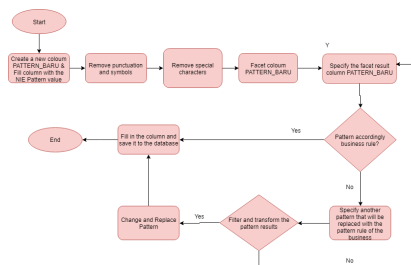 Start
Create a new coloum
PATTERN_BARU &
Fill column with the
NIE Pattern value
Remove punctuation
and symbols
Remove special
characters
Facet coloum
PATTERN_BARU
Y
Specify the facet result
column PATTERN_BARU
End
Fill in the column and
save it to the database
Yes
Pattern accordingly
business rule?
No
Change and Replace
Pattern
Yes
Filter and transform the
pattern results
Specify another
pattern that will be
replaced with the
pattern rule of the
business
No